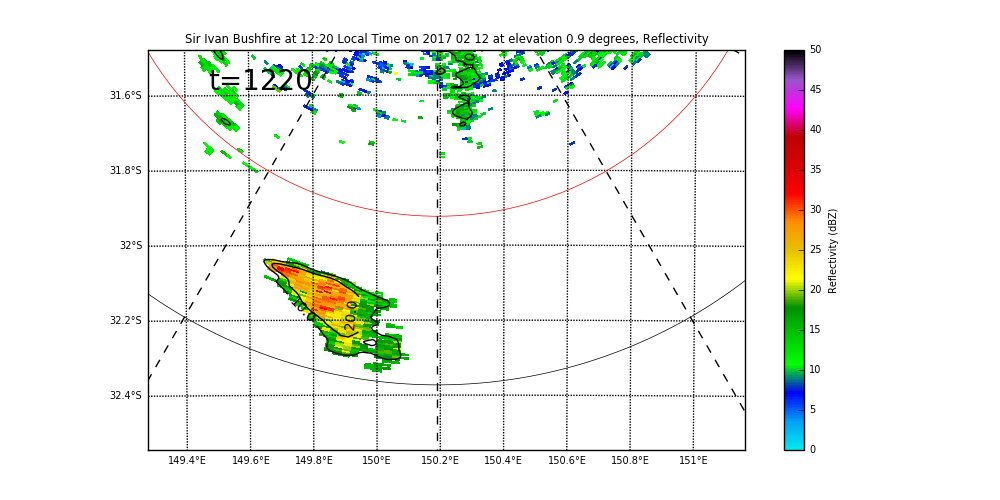 Sir Ivan Bushfire at 12:20 Local Time on 2017 02 12 at elevation 0.9 degrees, Reflectivity
t=1220
31.6°S
31.8°S
32°S
32.2°S
32.4°S
149.4°E 149.6°E 149.8°E 150°E 150.2°E 150.4°E 150.6°E 150.8°E 151°E
20.0
50
45
40
35
30
25
20
15
10
5
0
Reflectivity (dBZ)